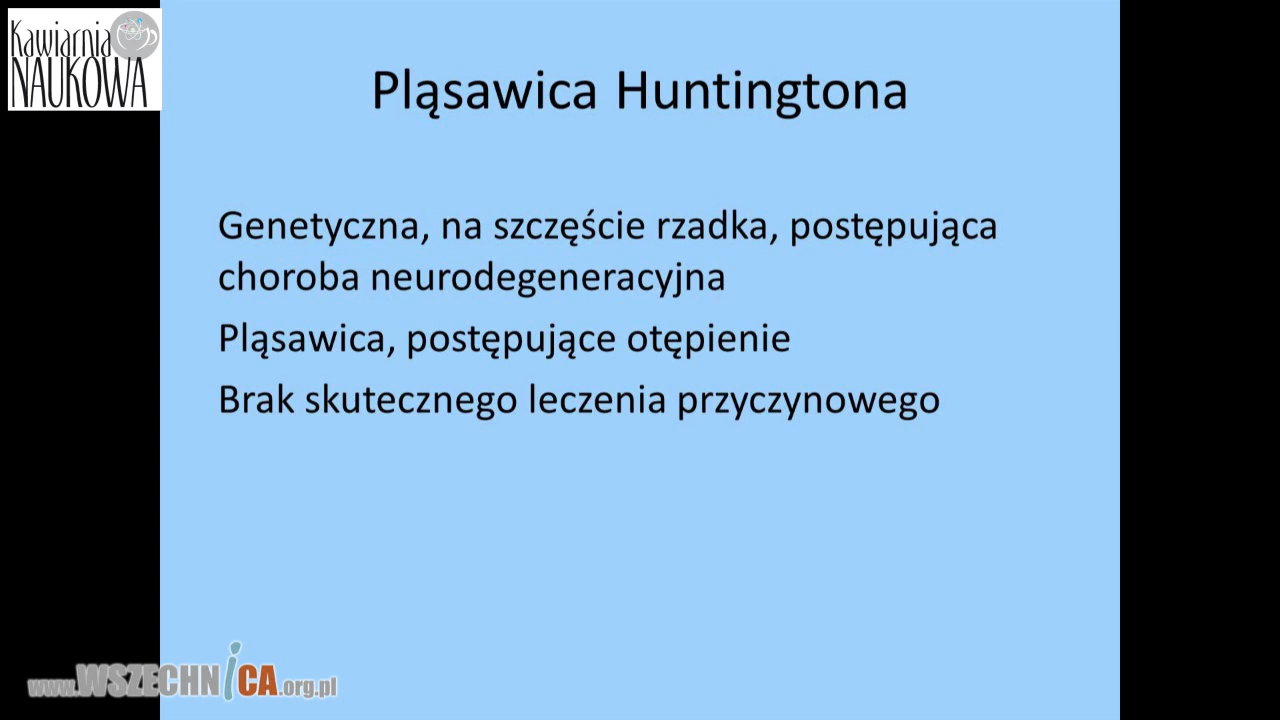 Kawiarnia
NAUKOWA
Pląsawica Huntingtona
Genetyczna, na szczęście rzadka, postępująca
choroba neurodegeneracyjna
Pląsawica, postępujące otępienie
Brak skutecznego leczenia przyczynowego
www.WSZECHNiCA.org.pl